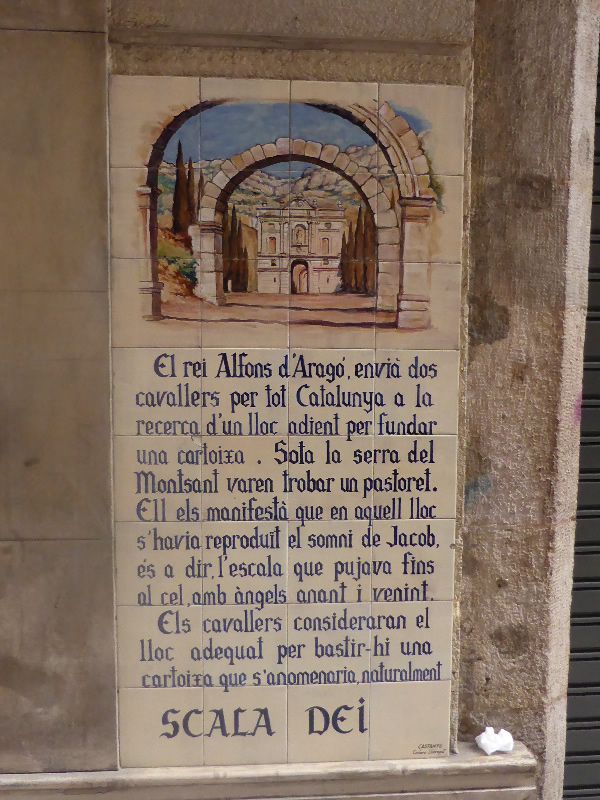 El rei Alfons d'Aragó, envià dos
cavallers per tot Catalunya a la
recerca d'un lloc adient per fundar
una cartoixa . Sota la serra del
Montsant varen trobar un pastoret.
Ell els manifestà que en aquell lloc
s'havia reproduït el somni de Jacob,
és a dir, l'escala que pujava fins
al cel, amb àngels anant i venint.
Els cavallers consideraran el
lloc adequat per bastir-hi una
cartoixa que s'anomenaria, naturalment
SCALA DEI